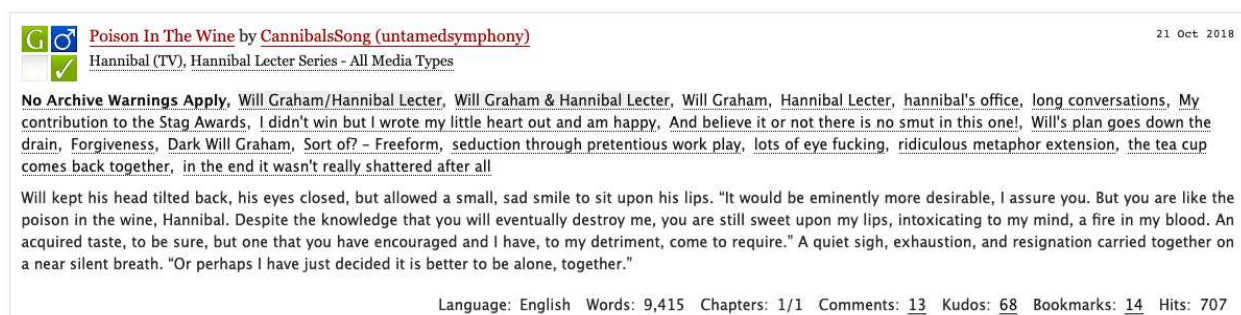 Poison In The Wine by CannibalsSong (untamedsymphony)
21 Oct 2018
Hannibal (TV), Hannibal Lecter Series - All Media Types
No Archive Warnings Apply, Will Graham/Hannibal Lecter, Will Graham & Hannibal Lecter, Will Graham, Hannibal Lecter, hannibal's office, long conversations, My
contribution to the Stag Awards, I didn't win but I wrote my little heart out and am happy, And believe it or not there is no smut in this one!, Will's plan goes down the
drain, Forgiveness, Dark Will Graham, Sort of? – Freeform, seduction through pretentious work play, lots of eye fucking, ridiculous metaphor extension, the tea cup
comes back together, in the end it wasn't really shattered after all
Will kept his head tilted back, his eyes closed, but allowed a small, sad smile to sit upon his lips. “It would be eminently more desirable, I assure you. But you are like the
poison in the wine, Hannibal. Despite the knowledge that you will eventually destroy me, you are still sweet upon my lips, intoxicating to my mind, a fire in my blood. An
acquired taste, to be sure, but one that you have encouraged and I have, to my detriment, come to require.” A quiet sigh, exhaustion, and resignation carried together on
a near silent breath. “Or perhaps I have just decided it is better to be alone, together.”
Language: English Words: 9,415 Chapters: 1/1 Comments: 13 Kudos: 68 Bookmarks: 14 Hits: 707